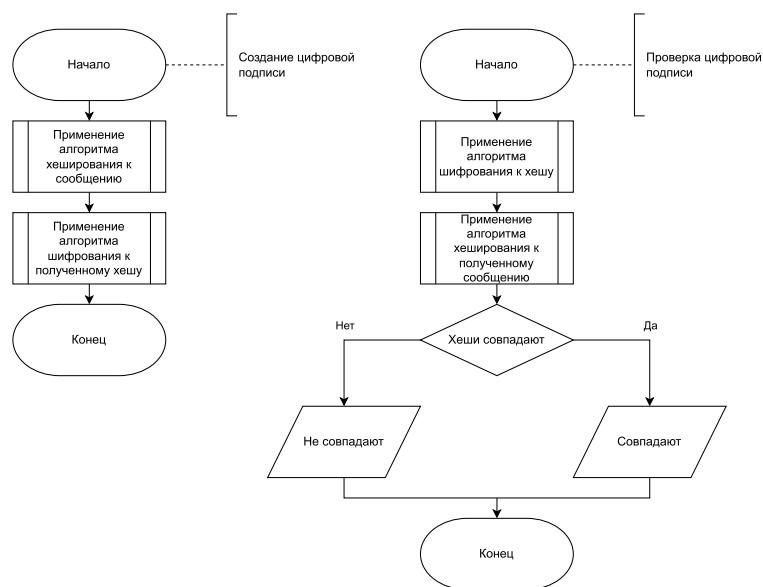 Начало
Создание цифровой
подписи
Применение
алгоритма
хеширования к
сообщению
Применение
алгоритма
шифрования к
полученному хешу
Конец
Начало
Проверка цифровой
подписи
Применение
алгоритма
шифрования к хешу
Применение
алгоритма
хеширования к
полученному
сообщению
Нет
Хеши совпадают
Да
Не совпадают
Совпадают
Конец